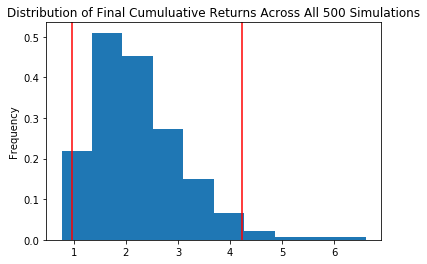 Distribution of Final Cumuluative Returns Across All 500 Simulations
Frequency
0.5
0.4
0.3
0.2
0.1
0.0
1 2 3 4 5 6